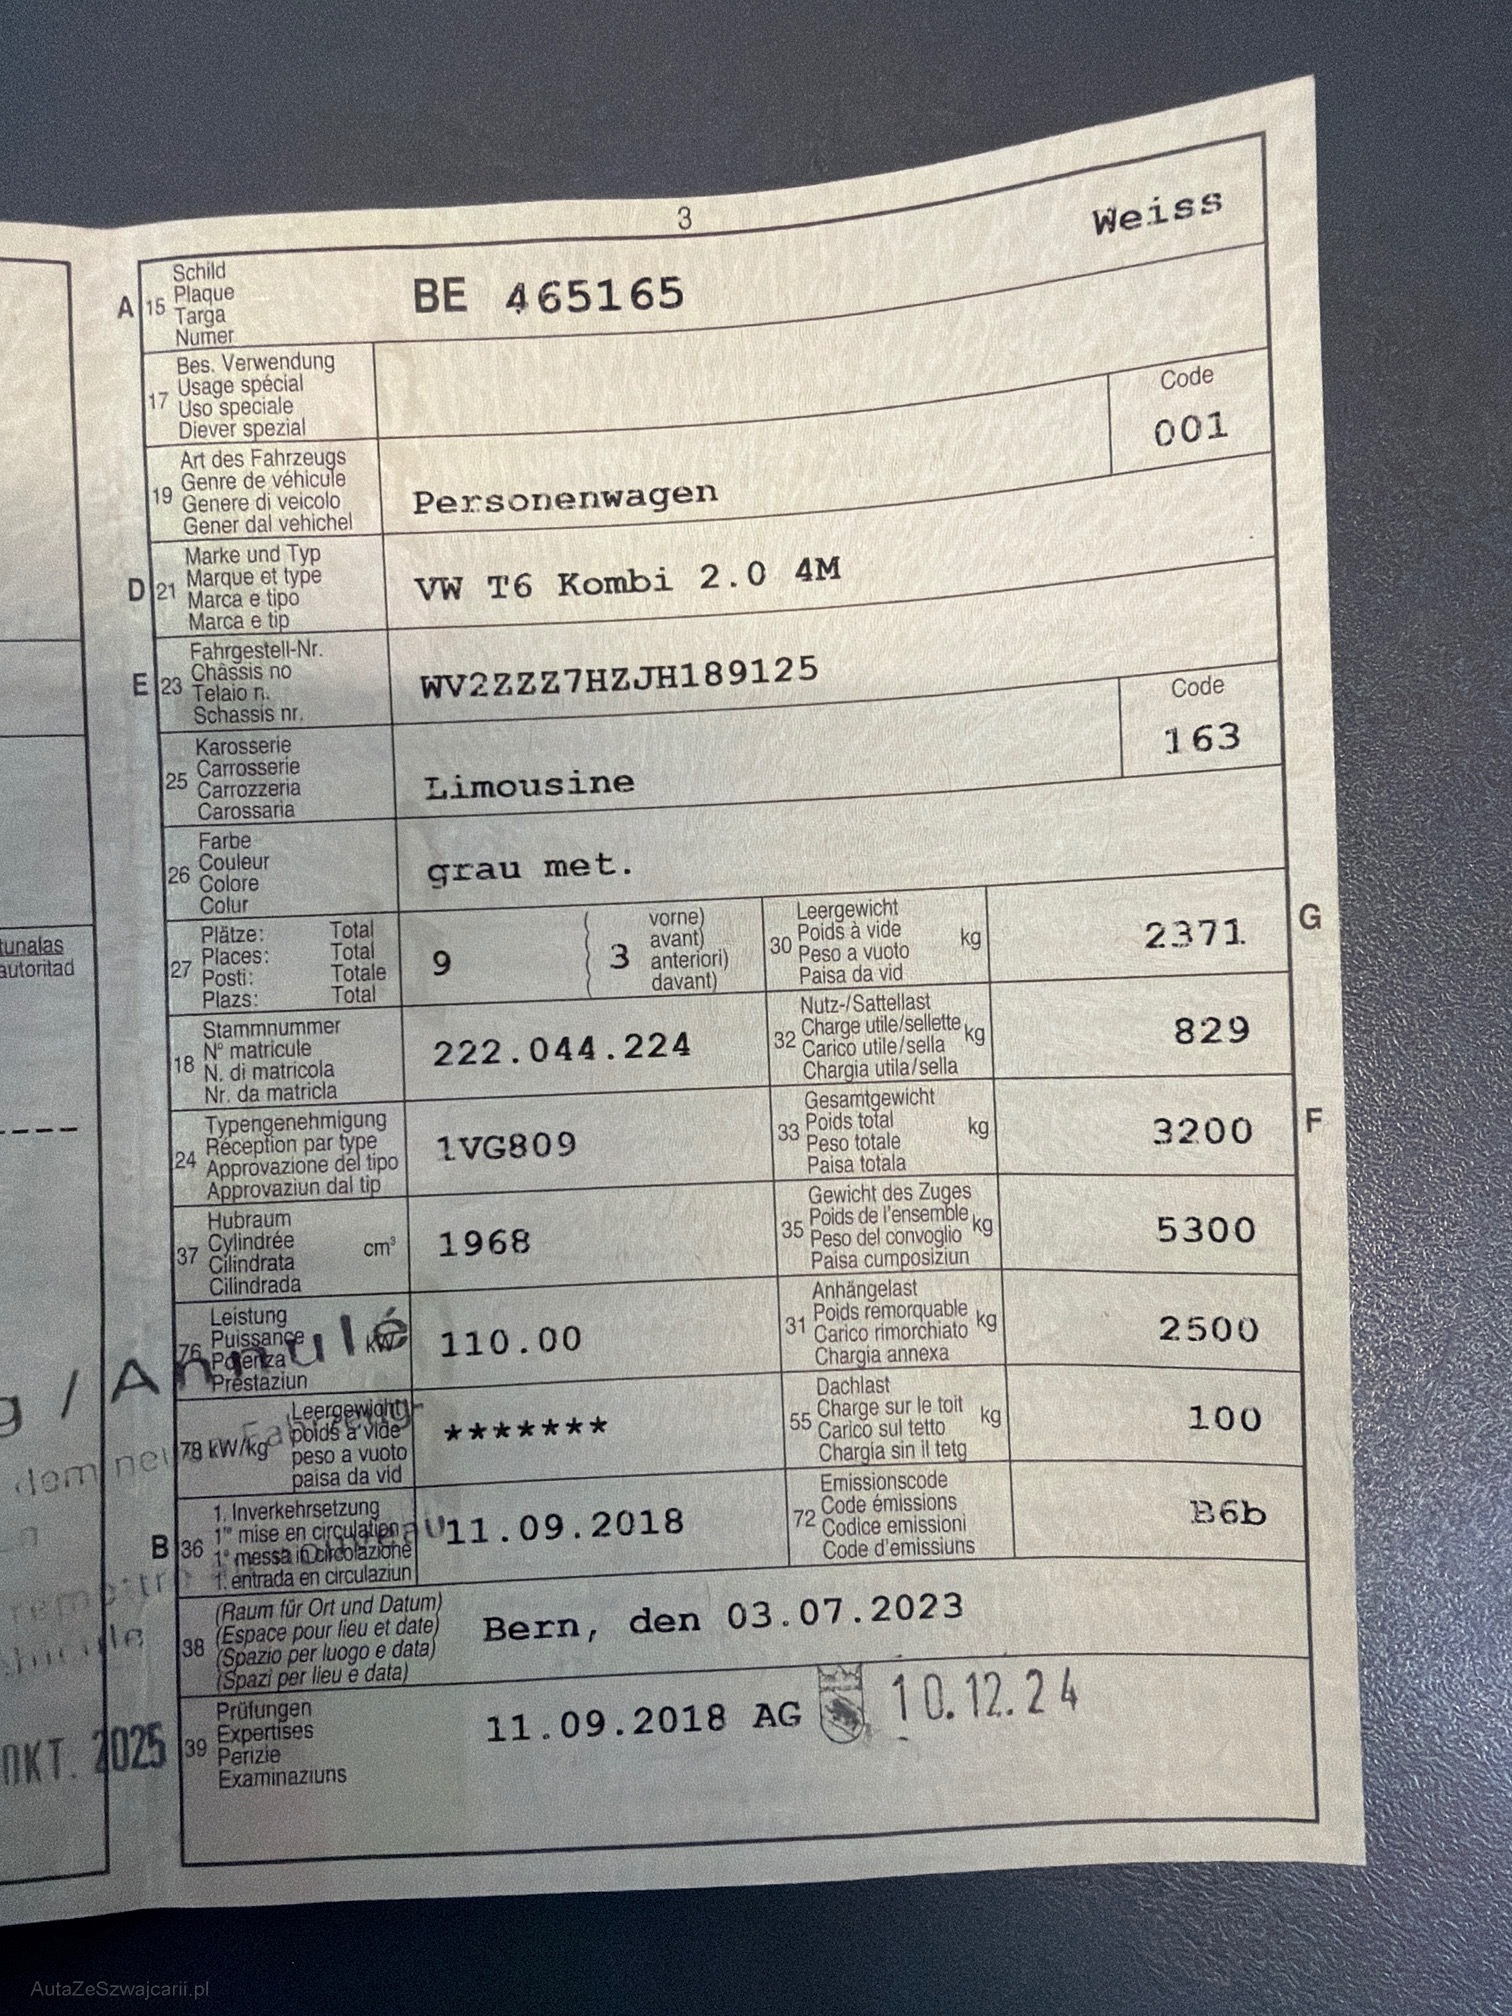 3
A 15 Schild
Plaque
Targa
Numer
BE 465165
Weiss
17 Bes. Verwendung
Usage spécial
Uso speciale
Diever spezial
19 Art des Fahrzeugs
Genre de véhicule
Genere di veicolo
Gener dal vehichel
Personenwagen
Code
001
D 21 Marke und Typ
Marque et type
Marca e tipo
Marca e tip
VW T6 Kombi 2.0 4M
E 23 Fahrgestell-Nr.
Châssis no
Telaio n.
Schassis nr.
WV2ZZZ7HZJH189125
25 Karosserie
Carrosserie
Carrozzeria
Carossaria
Limousine
Code
163
26 Farbe
Couleur
Colore
Colur
grau met.
27 Plätze: Total
Places: Total
Posti: Totale
Plazs: Total
9
3
vorne)
avant)
anteriori)
davant)
30 Leergewicht
Poids à vide
Peso a vuoto
Paisa da vid
kg
2371
G
18 Stammnummer
N° matricule
N. di matricola
Nr. da matricla
222.044.224
32 Nutz-/Sattellast
Charge utile/sellette
Carico utile/sella
Chargia utila/sella
kg
829
24 Typengenehmigung
Réception par type
Approvazione del tipo
Approvaziun dal tip
1VG809
33 Gesamtgewicht
Poids total
Peso totale
Paisa totala
kg
3200
F
37 Hubraum
Cylindrée
Cilindrata
Cilindrada
cm³
1968
35 Gewicht des Zuges
Poids de l'ensemble
Peso del convoglio
Paisa cumposiziun
kg
5300
76 Leistung
Puissance
Potenza
Prestaziun
kW
110.00
31 Anhängelast
Poids remorquable
Carico rimorchiato
Chargia annexa
kg
2500
78 kW/kg
Leergewicht
poids à vide
peso a vuoto
paisa da vid
*******
55 Dachlast
Charge sur le toit
Carico sul tetto
Chargia sin il tetg
kg
100
B 36 1. Inverkehrsetzung
1re mise en circulation
1a messa in circolazione
1. entrada en circulaziun
11.09.2018
72 Emissionscode
Code émissions
Codice emissioni
Code d'emissiuns
B6b
38 (Raum für Ort und Datum)
(Espace pour lieu et date)
(Spazio per luogo e data)
(Spazi per lieu e data)
Bern, den 03.07.2023
39 Prüfungen
Expertises
Perizie
Examinaziuns
11.09.2018 AG
10.12.24
tunalas
autoritad
g / Annulé
dem neuen Fahrzeug-
nouveau
OKT. 2025
AutaZeSzwajcarii.pl